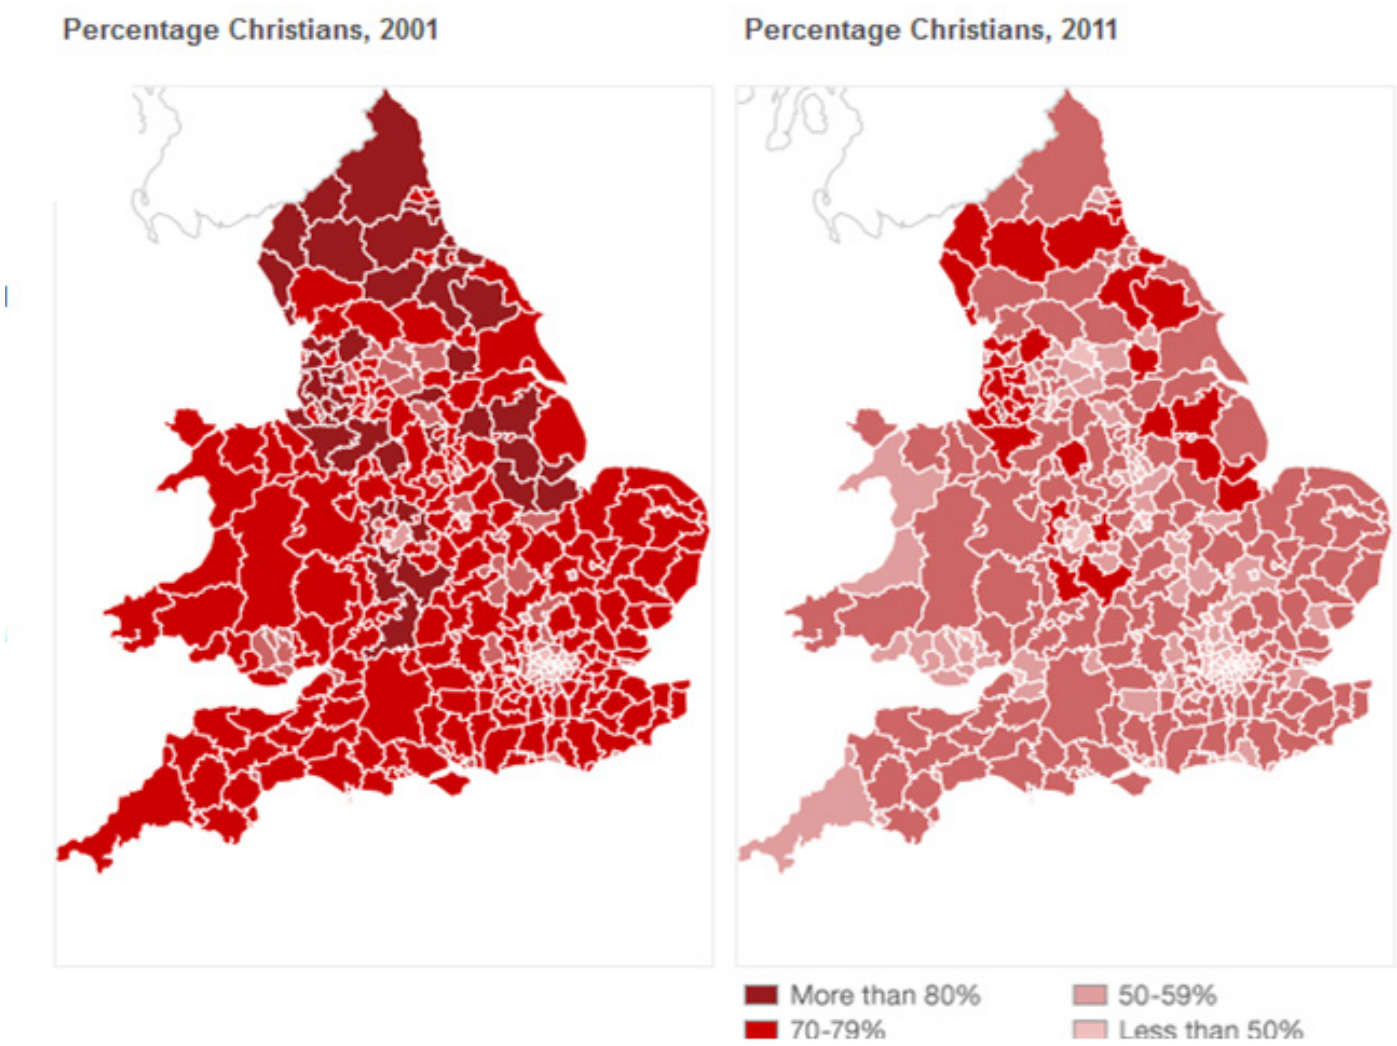 Percentage Christians, 2001
Percentage Christians, 2011
More than 80%
50-59%
70-79%
Less than 50%